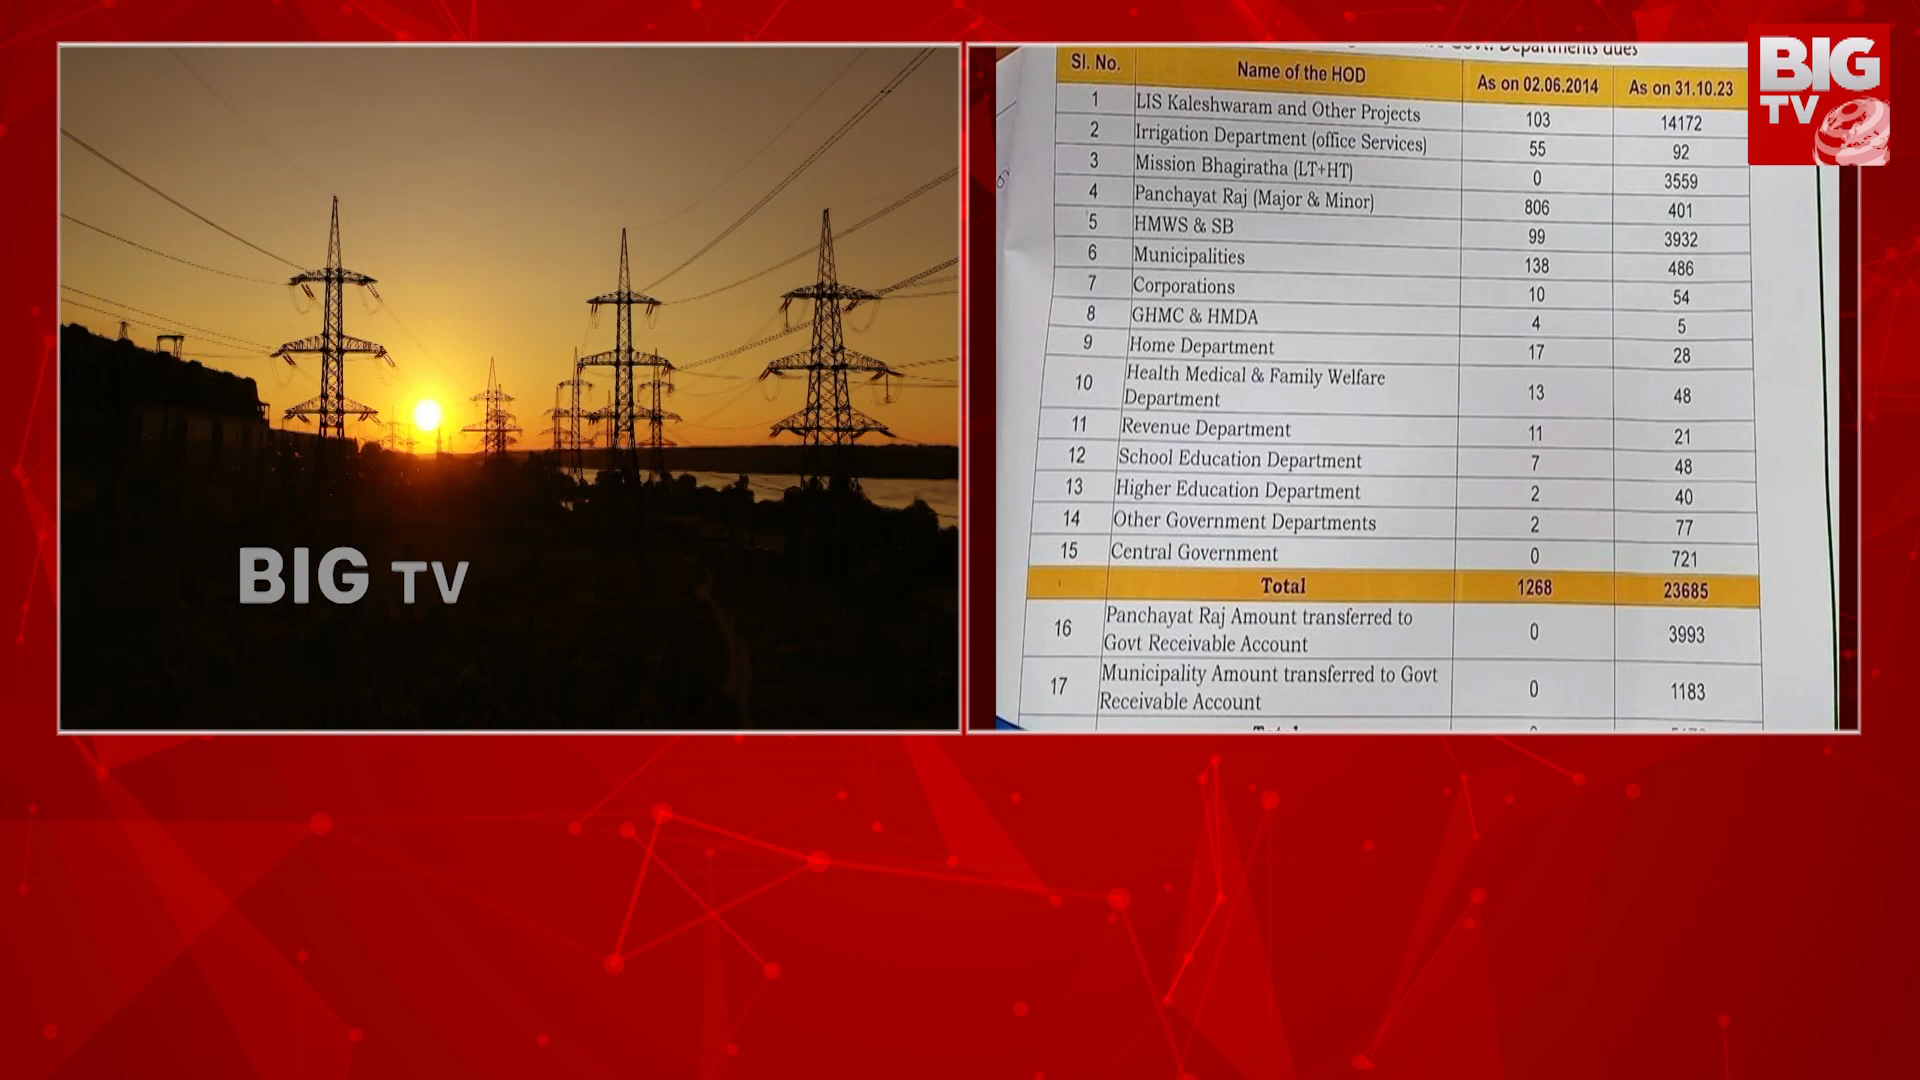 BIG TV
Departments dues
Sl. No. Name of the HOD As on 02.06.2014 As on 31.10.23
1 LIS Kaleshwaram and Other Projects 103 14172
2 Irrigation Department (office Services) 55 92
3 Mission Bhagiratha (LT+HT) 0 3559
4 Panchayat Raj (Major & Minor) 806 401
5 HMWS & SB 99 3932
6 Municipalities 138 486
7 Corporations 10 54
8 GHMC & HMDA 4 5
9 Home Department 17 28
10 Health Medical & Family Welfare
Department 13 48
11 Revenue Department 11 21
12 School Education Department 7 48
13 Higher Education Department 2 40
14 Other Government Departments 2 77
15 Central Government 0 721
Total 1268 23685
16 Panchayat Raj Amount transferred to
Govt Receivable Account 0 3993
17 Municipality Amount transferred to Govt
Receivable Account 0 1183
BIG
TV